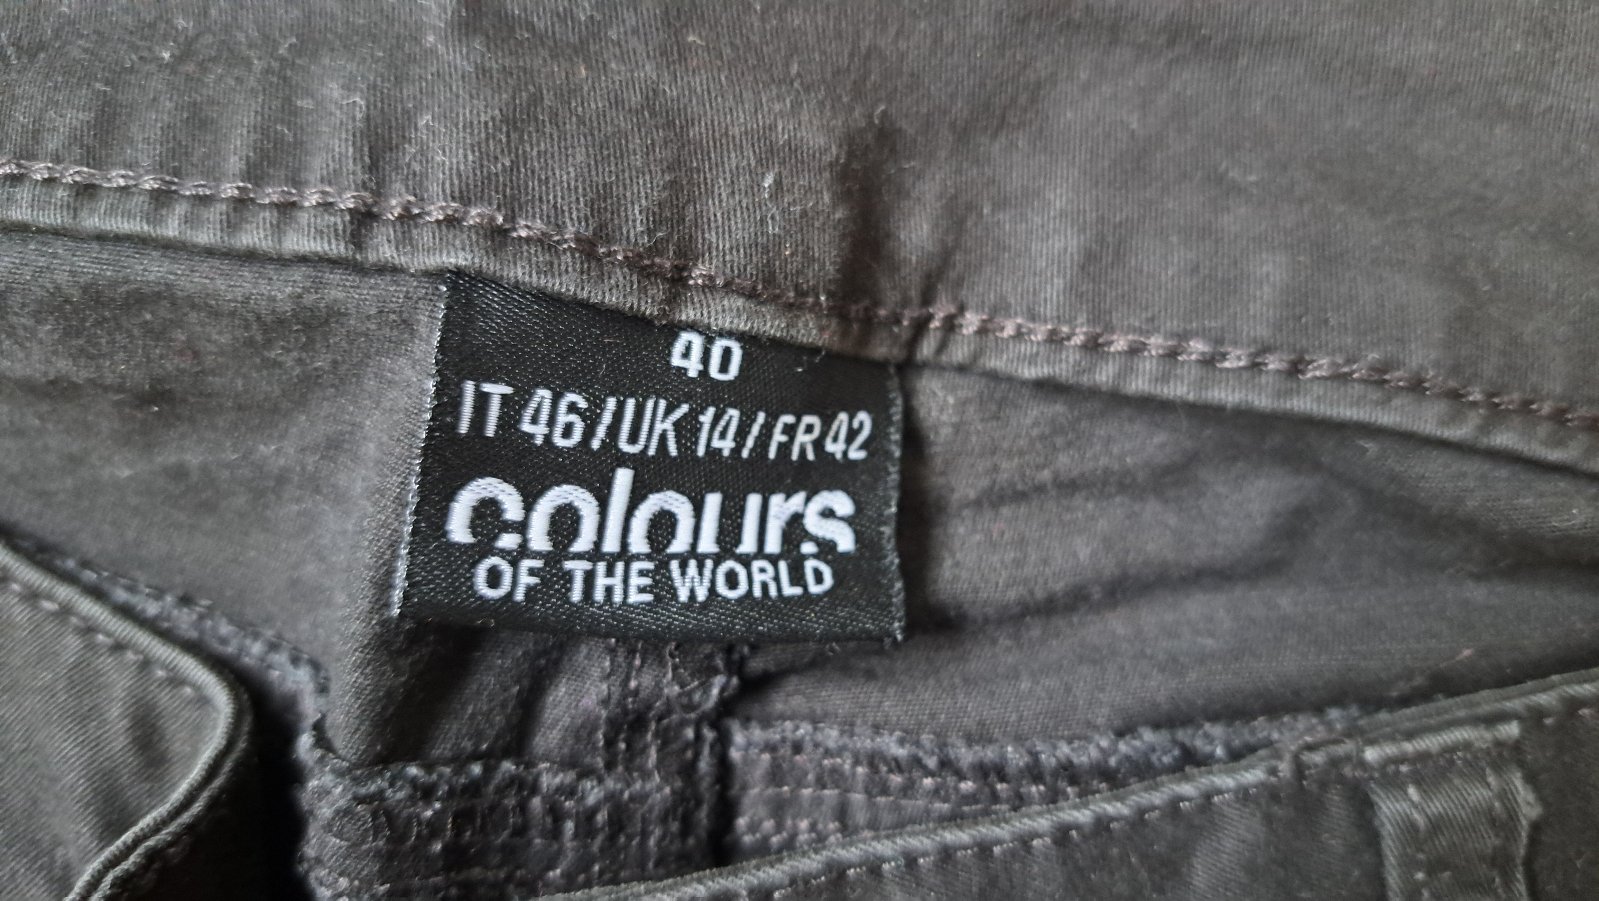 40
IT 46/UK 14/FR 42
colours
OF THE WORLD